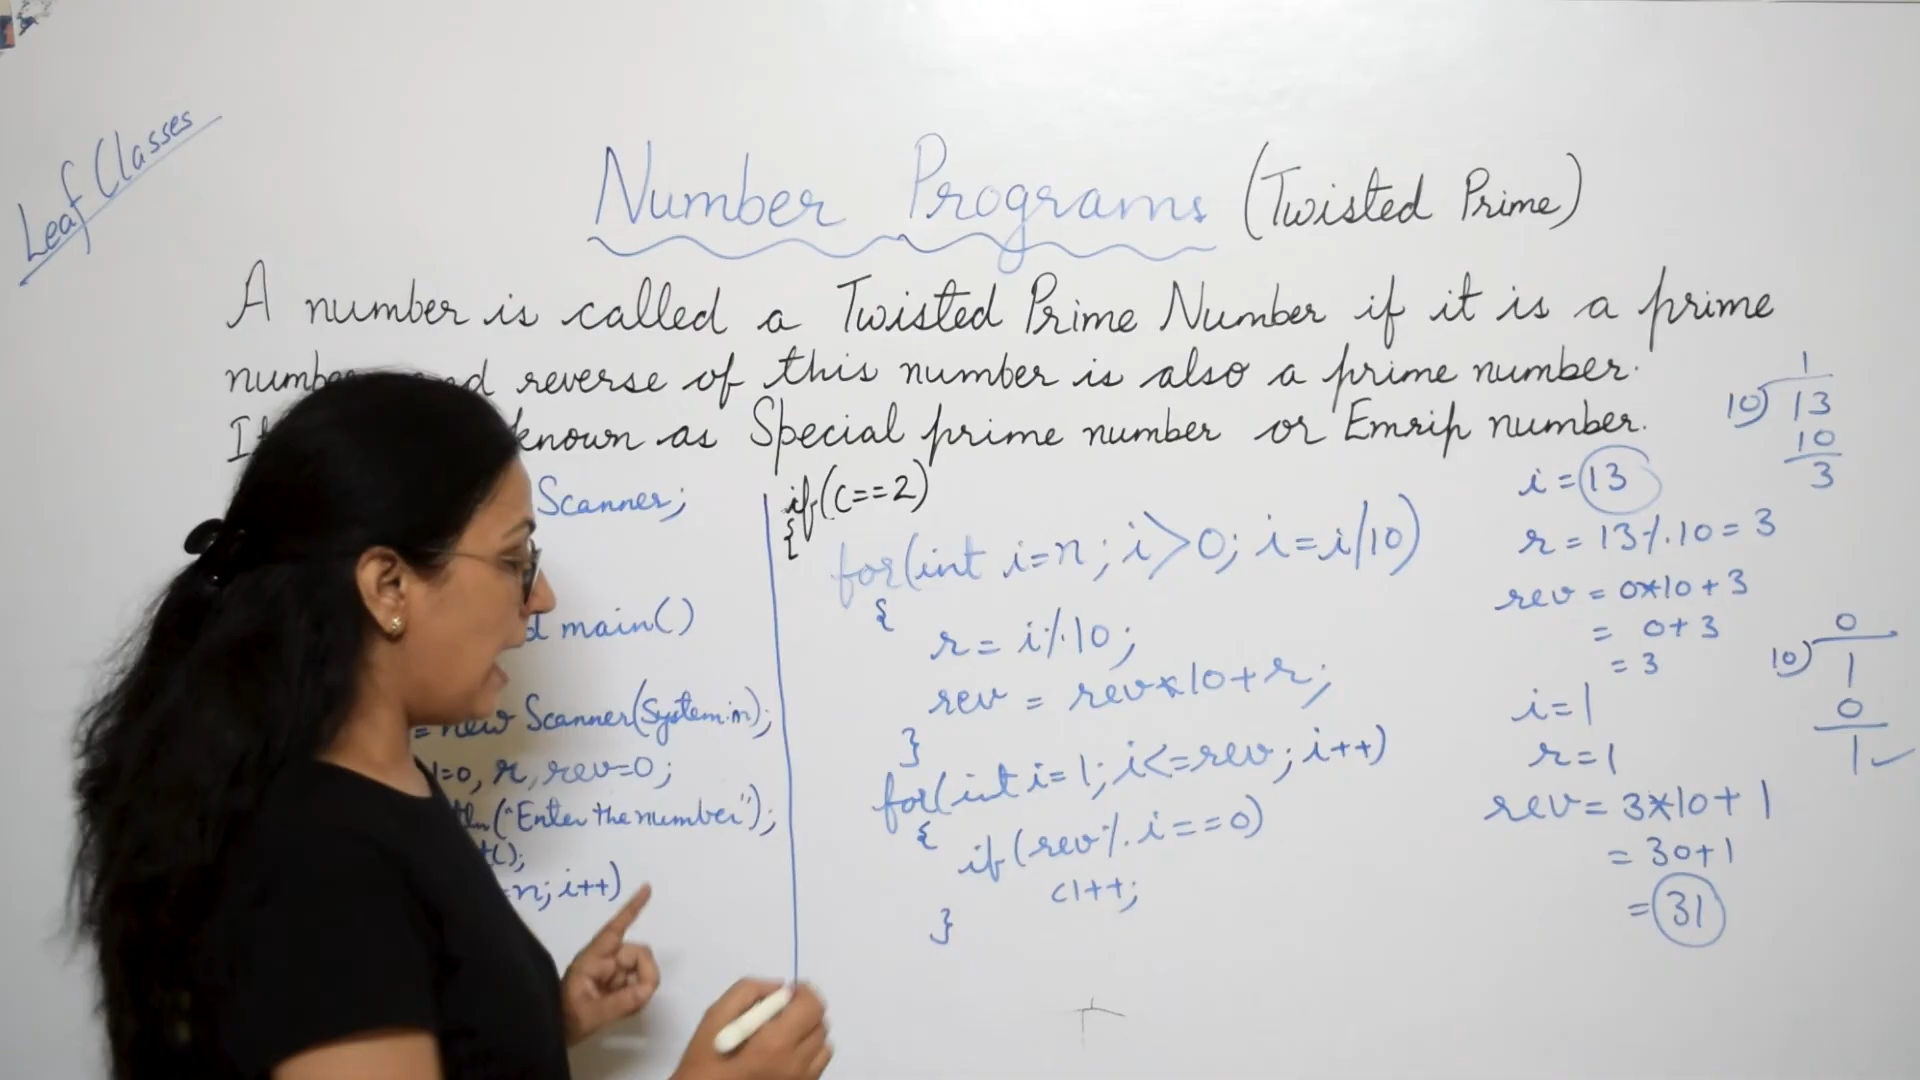 Leaf Classes
Number Programs (Twisted Prime)
A number is called a Twisted Prime Number if it is a prime
number reverse of this number is also a prime number.
It known as Special prime number or Emrip number.
Scanner;
main()
= new Scanner(System.in);
=0, r, rev=0;
("Enter the number");
();
=n; i++)
if(c==2)
{
for(int i=n; i>0; i=i/10)
{
r= i%10;
rev = rev*10+r;
}
for(int i=1; i<=rev; i++)
{
if(rev%i==0)
c1++;
}
1
10) 13
10
3
i = 13
r = 13%10 = 3
rev = 0*10+3
= 0+3
= 3
i=1
r=1
rev = 3*10+1
= 30+1
= 31
0
10) 1
0
1 ✓